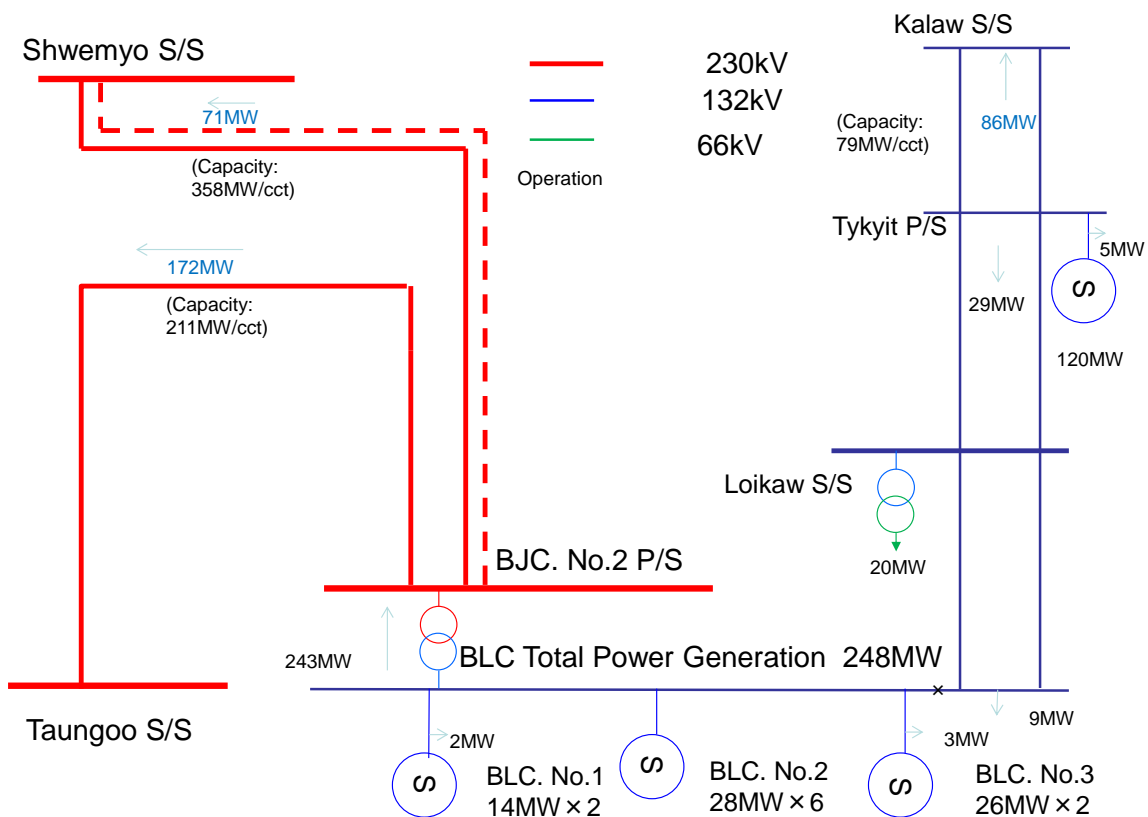 Shwemyo S/S
71MW
(Capacity:
358MW/cct)
172MW
(Capacity:
211MW/cct)
230kV
132kV
66kV
Operation
Kalaw S/S
(Capacity:
79MW/cct)
86MW
Tykyit P/S
5MW
S
29MW
120MW
Loikaw S/S
20MW
BJC. No.2 P/S
243MW
BLC Total Power Generation 248MW
×
Taungoo S/S
2MW
3MW
9MW
S
BLC. No.1
14MW×2
S
BLC. No.2
28MW×6
S
BLC. No.3
26MW×2